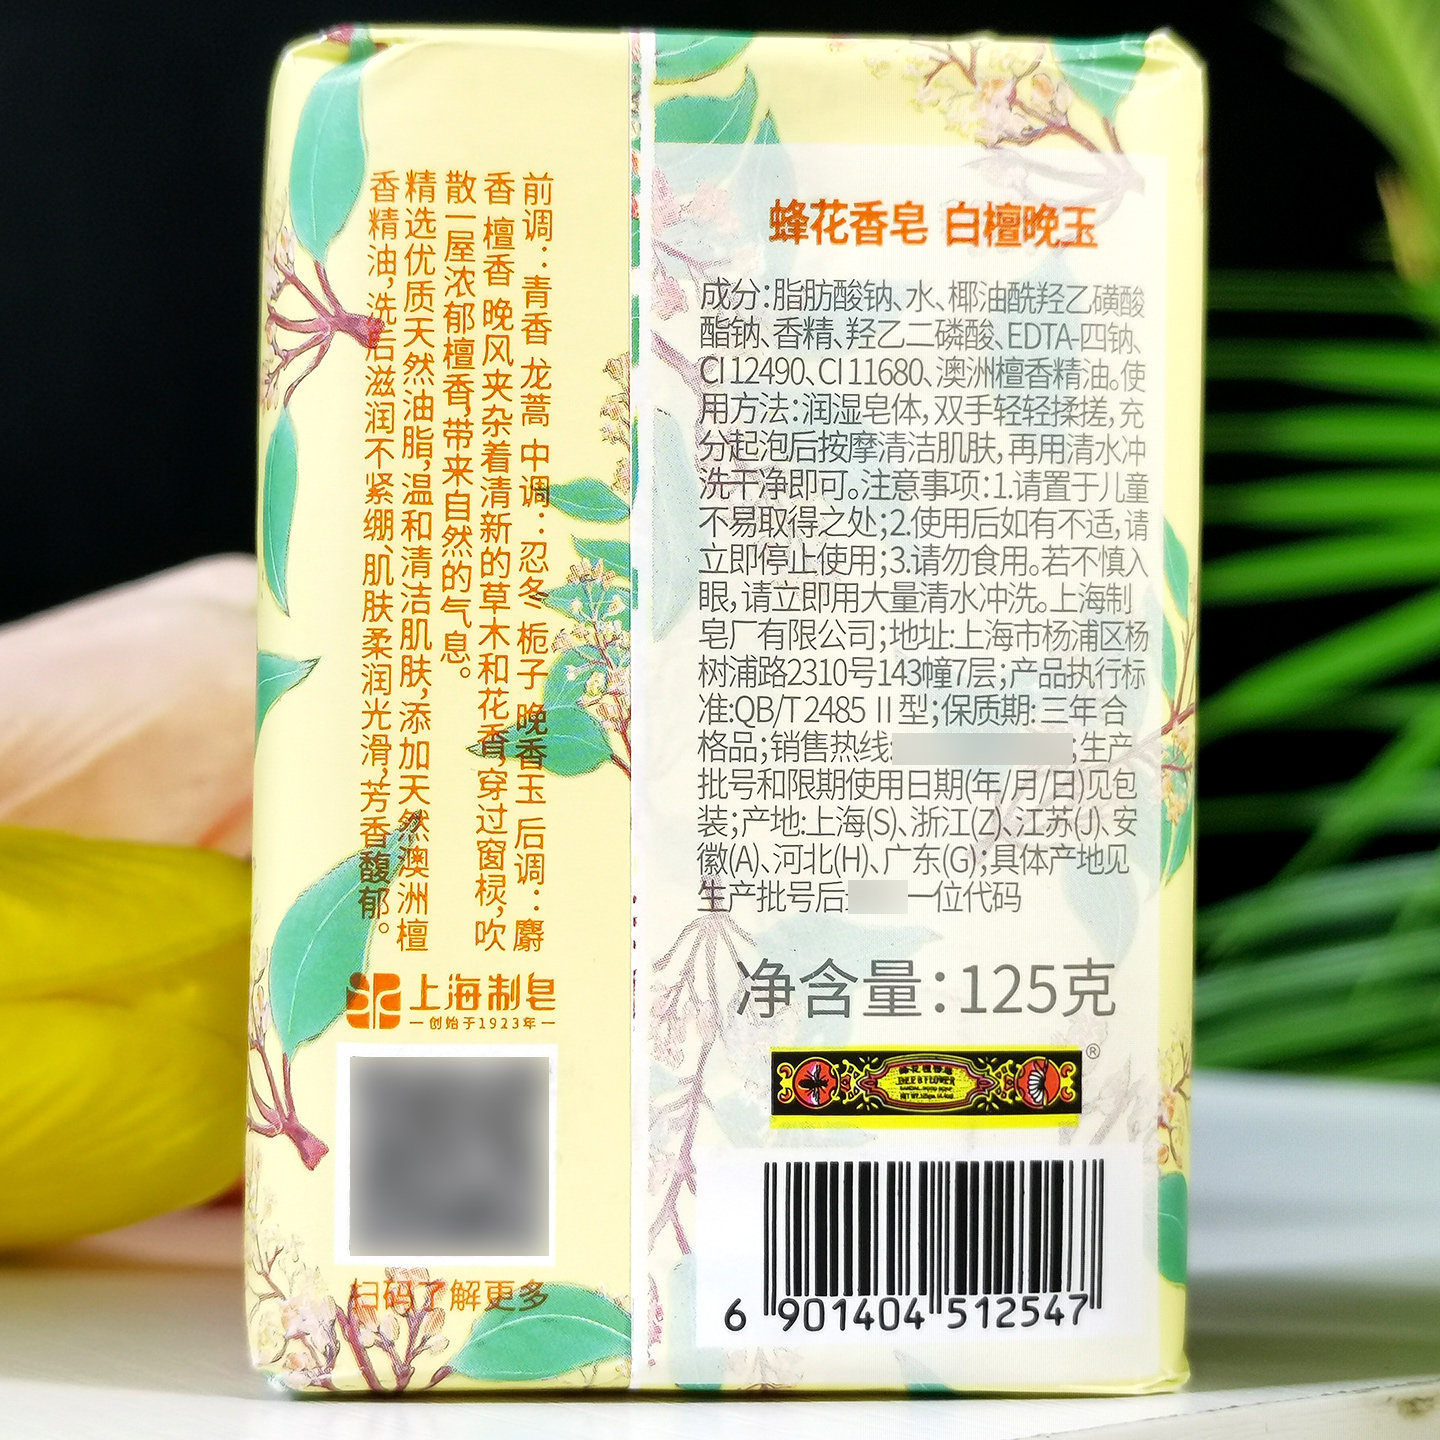 前调：青香 龙蒿 中调：忍冬 栀子 晚香玉 后调：麝
香 檀香 晚风夹杂着清新的草木和花香，穿过窗棂，吹
散一屋浓郁檀香，带来自然的气息。
精选优质天然油脂，温和清洁肌肤，添加天然澳洲檀
香精油，洗后滋润不紧绷、肌肤柔润光滑，芳香馥郁。
上海制皂
创始于1923年
扫码了解更多
蜂花香皂 白檀晚玉
成分：脂肪酸钠、水、椰油酰羟乙磺酸
酯钠、香精、羟乙二磷酸、EDTA-四钠、
CI 12490、CI 11680、澳洲檀香精油。使
用方法：润湿皂体，双手轻轻揉搓，充
分起泡后按摩清洁肌肤，再用清水冲
洗干净即可。注意事项：1.请置于儿童
不易取得之处；2.使用后如有不适，请
立即停止使用；3.请勿食用。若不慎入
眼，请立即用大量清水冲洗。上海制
皂厂有限公司；地址:上海市杨浦区杨
树浦路2310号143幢7层；产品执行标
准:QB/T 2485 II型；保质期: 三年 合
格品；销售热线:;生产
批号和限期使用日期(年/月/日)见包
装；产地:上海(S)、浙江(Z)、江苏(J)、安
徽(A)、河北(H)、广东(G)；具体产地见
生产批号后一位代码
净含量：125克
®
BEE & FLOWER
6 901404 512547